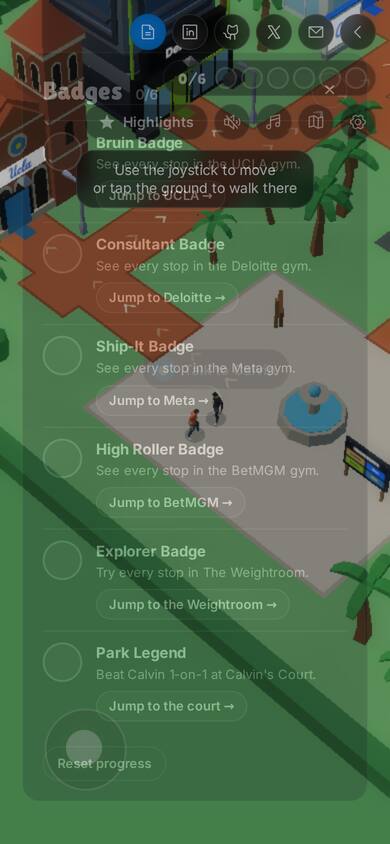 Badges 0/6
0/6
Highlights
Bruin Badge
See every stop in the UCLA gym.
Jump to UCLA →
Use the joystick to move
or tap the ground to walk there
Ucla
De
Consultant Badge
See every stop in the Deloitte gym.
Jump to Deloitte →
Ship-It Badge
See every stop in the Meta gym.
Jump to Meta →
High Roller Badge
See every stop in the BetMGM gym.
Jump to BetMGM →
Explorer Badge
Try every stop in The Weightroom.
Jump to the Weightroom →
Park Legend
Beat Calvin 1-on-1 at Calvin's Court.
Jump to the court →
Reset progress